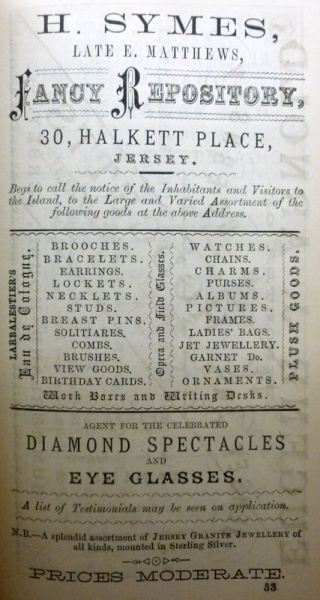 H. SYMES,
LATE E. MATTHEWS,
FANCY REPOSITORY,
30, HALKETT PLACE,
JERSEY.
Begs to call the notice of the Inhabitants and Visitors to
the Island, to the Large and Varied Assortment of the
following goods at the above Address.
LARBALESTIER'S
Eau de Cologne.
BROOCHES.
BRACELETS.
EARRINGS.
LOCKETS.
NECKLETS.
STUDS.
BREAST PINS.
SOLITIARES.
COMBS.
BRUSHES.
VIEW GOODS.
BIRTHDAY CARDS.
Opera and Field Glasses.
WATCHES.
CHAINS.
CHARMS.
PURSES.
ALBUMS.
PICTURES.
FRAMES.
LADIES' BAGS.
JET JEWELLERY.
GARNET Do.
VASES.
ORNAMENTS.
PLUSH GOODS.
Work Boxes and Writing Desks.
AGENT FOR THE CELEBRATED
DIAMOND SPECTACLES
AND
EYE GLASSES.
A list of Testimonials may be seen on application.
N.B.—A splendid assortment of JERSEY GRANITE JEWELLERY of
all kinds, mounted in Sterling Silver.
PRICES MODERATE.
53